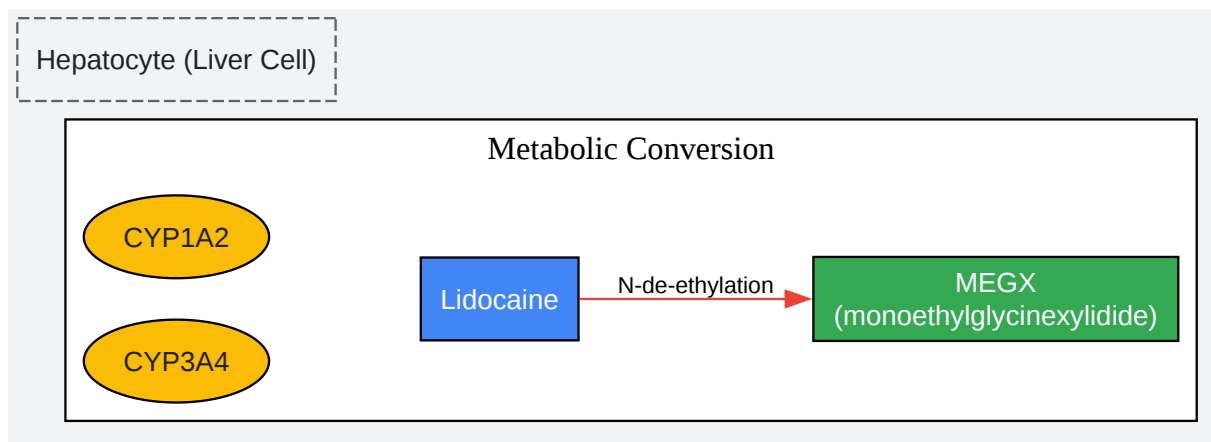 Hepatocyte (Liver Cell)
Metabolic Conversion
CYP1A2
CYP3A4
Lidocaine
N-de-ethylation
MEGX
(monoethylglycinexylidide)